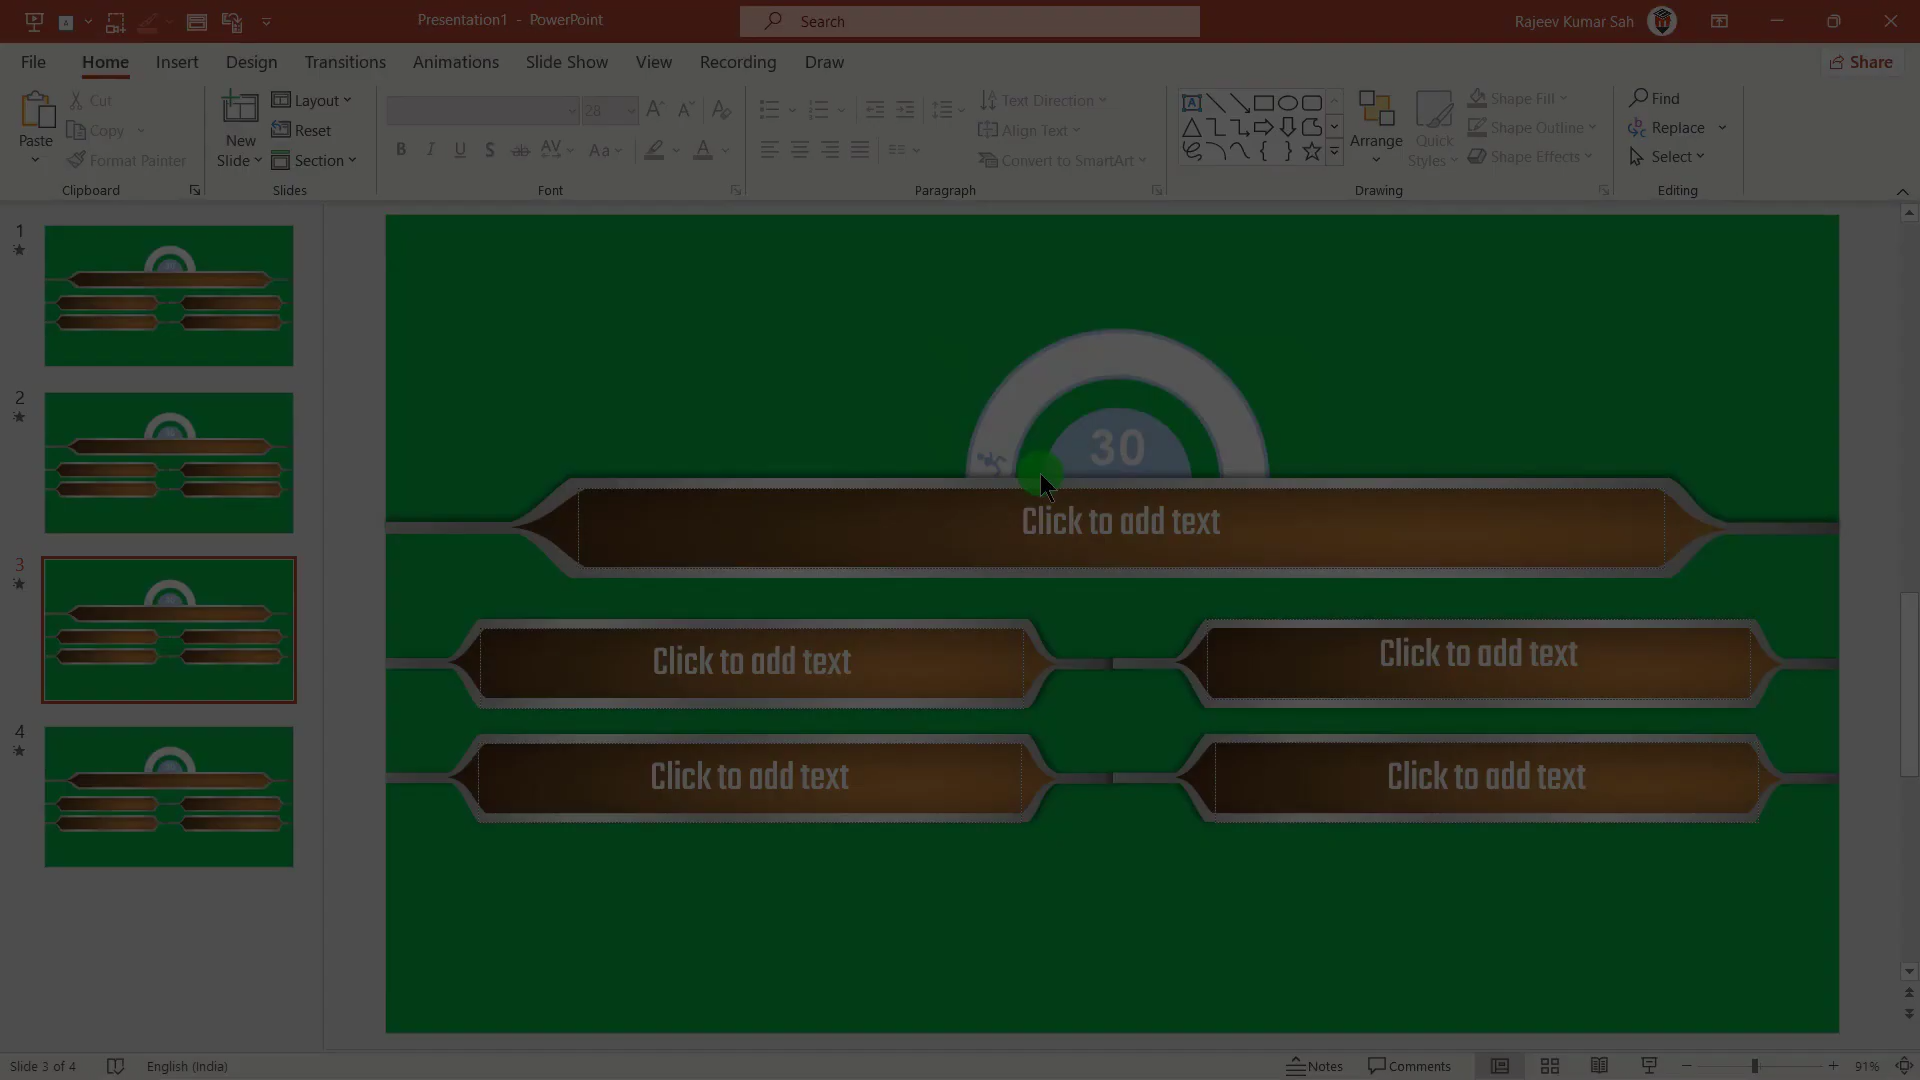 Presentation1 - PowerPoint
Search
Rajeev Kumar Sah
File Home Insert Design Transitions Animations Slide Show View Recording Draw
Share
Paste
Cut
Copy
Format Painter
Clipboard
New Slide
Layout
Reset
Section
Slides
28
Font
Text Direction
Align Text
Convert to SmartArt
Paragraph
Arrange
Quick Styles
Shape Fill
Shape Outline
Shape Effects
Drawing
Find
Replace
Select
Editing
1
2
3
4
30
Click to add text
Click to add text
Click to add text
Click to add text
Click to add text
Slide 3 of 4
English (India)
Notes
Comments
91%